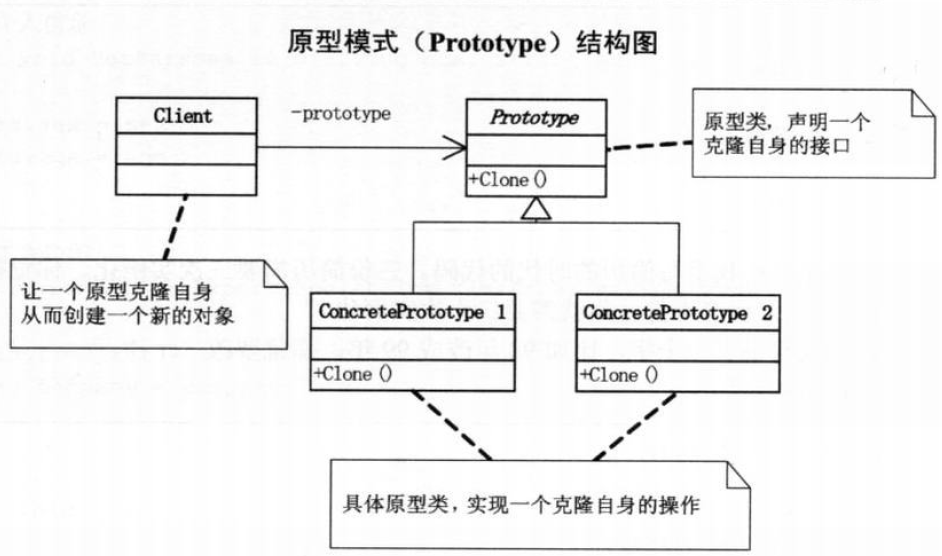 原型模式（Prototype）结构图
Client
-prototype
Prototype
+Clone()
原型类，声明一个
克隆自身的接口
让一个原型克隆自身
从而创建一个新的对象
ConcretePrototype 1
+Clone()
ConcretePrototype 2
+Clone()
具体原型类，实现一个克隆自身的操作